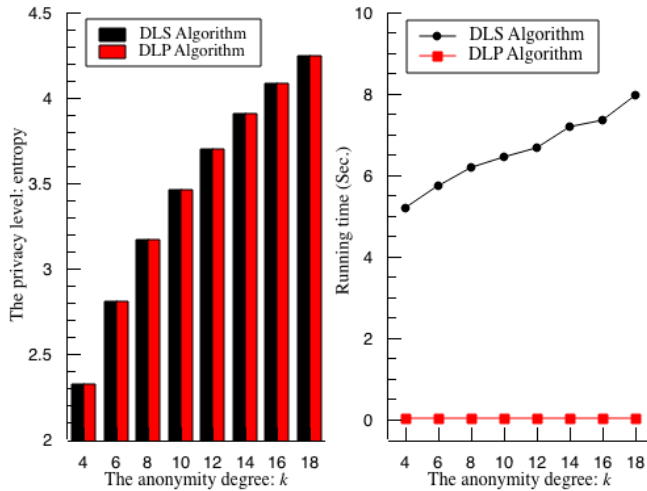 4.5
4
3.5
3
2.5
2
The privacy level: entropy
DLS Algorithm
DLP Algorithm
4 6 8 10 12 14 16 18
The anonymity degree: k
10
8
6
4
2
0
Running time (Sec.)
DLS Algorithm
DLP Algorithm
4 6 8 10 12 14 16 18
The anonymity degree: k